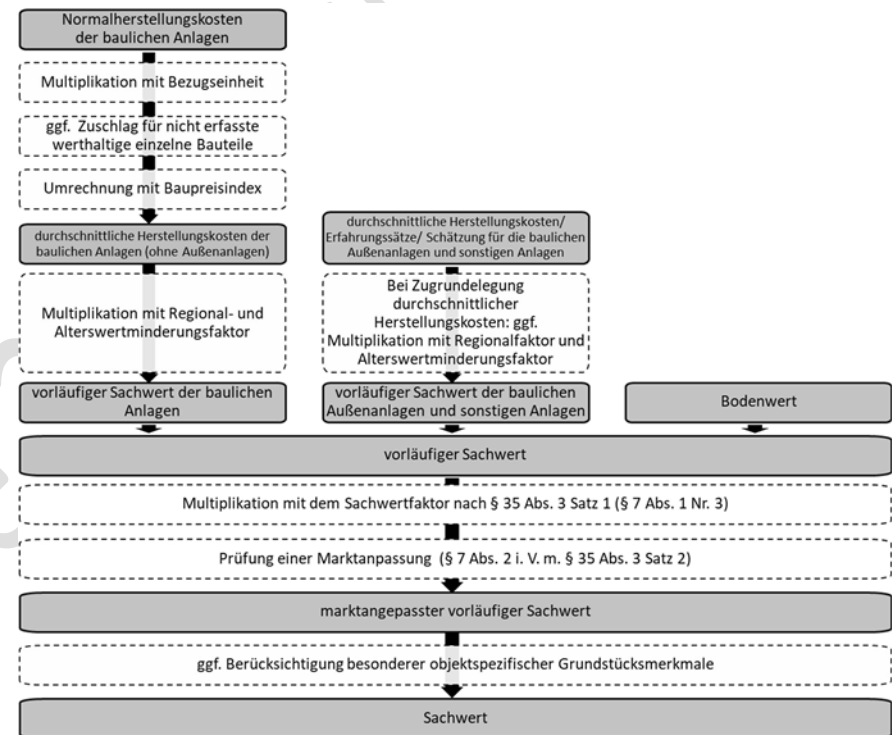 Normalherstellungskosten
der baulichen Anlagen
Multiplikation mit Bezugseinheit
ggf. Zuschlag für nicht erfasste
werthaltige einzelne Bauteile
Umrechnung mit Baupreisindex
durchschnittliche Herstellungskosten der
baulichen Anlagen (ohne Außenanlagen)
durchschnittliche Herstellungskosten/
Erfahrungssätze/ Schätzung für die baulichen
Außenanlagen und sonstigen Anlagen
Multiplikation mit Regional- und
Alterswertminderungsfaktor
Bei Zugrundelegung
durchschnittlicher
Herstellungskosten: ggf.
Multiplikation mit Regionalfaktor und
Alterswertminderungsfaktor
vorläufiger Sachwert der baulichen
Anlagen
vorläufiger Sachwert der baulichen
Außenanlagen und sonstigen Anlagen
Bodenwert
vorläufiger Sachwert
Multiplikation mit dem Sachwertfaktor nach § 35 Abs. 3 Satz 1 (§ 7 Abs. 1 Nr. 3)
Prüfung einer Marktanpassung (§ 7 Abs. 2 i. V. m. § 35 Abs. 3 Satz 2)
marktangepasster vorläufiger Sachwert
ggf. Berücksichtigung besonderer objektspezifischer Grundstücksmerkmale
Sachwert